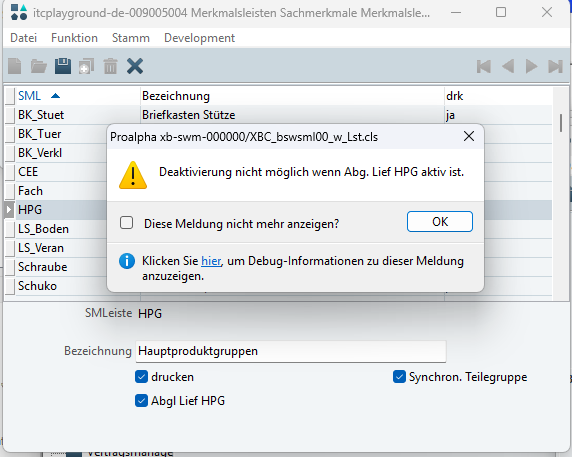 itcplayground-de-009005004 Merkmalsleisten Sachmerkmale Merkmalsle...
Datei Funktion Stamm Development
SML Bezeichnung drk
BK_Stuet Briefkasten Stütze ja
BK_Tuer
BK_Verkl
CEE
Fach
HPG
LS_Boden
LS_Veran
Schraube
Schuko
Proalpha xb-swm-000000/XBC_bswsml00_w_Lst.cls
Deaktivierung nicht möglich wenn Abg. Lief HPG aktiv ist.
Diese Meldung nicht mehr anzeigen?
OK
Klicken Sie hier, um Debug-Informationen zu dieser Meldung
anzuzeigen.
SMLeiste HPG
Bezeichnung Hauptproduktgruppen
drucken Synchron. Teilegruppe
Abgl Lief HPG